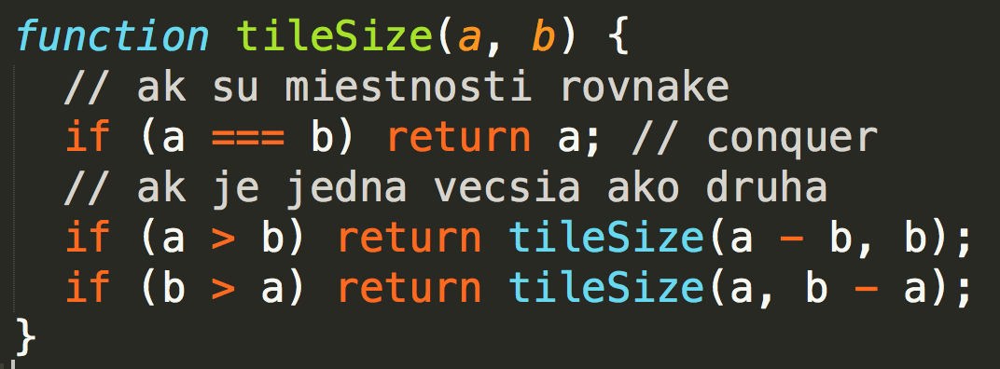 function tileSize(a, b) {
  // ak su miestnosti rovnake
  if (a === b) return a; // conquer
  // ak je jedna vecsia ako druha
  if (a > b) return tileSize(a - b, b);
  if (b > a) return tileSize(a, b - a);
}